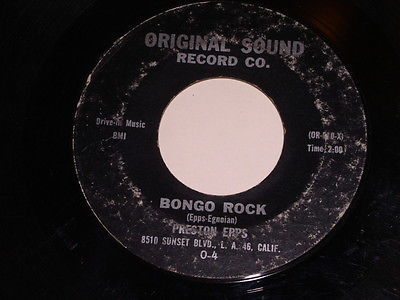 ORIGINAL SOUND
RECORD CO.
Drive-In Music
BMI
Time, 2:00
BONGO ROCK
(Epps-Egnoian)
PRESTON EPPS
8510 SUNSET BLVD., L. A. 46, CALIF.
O-4